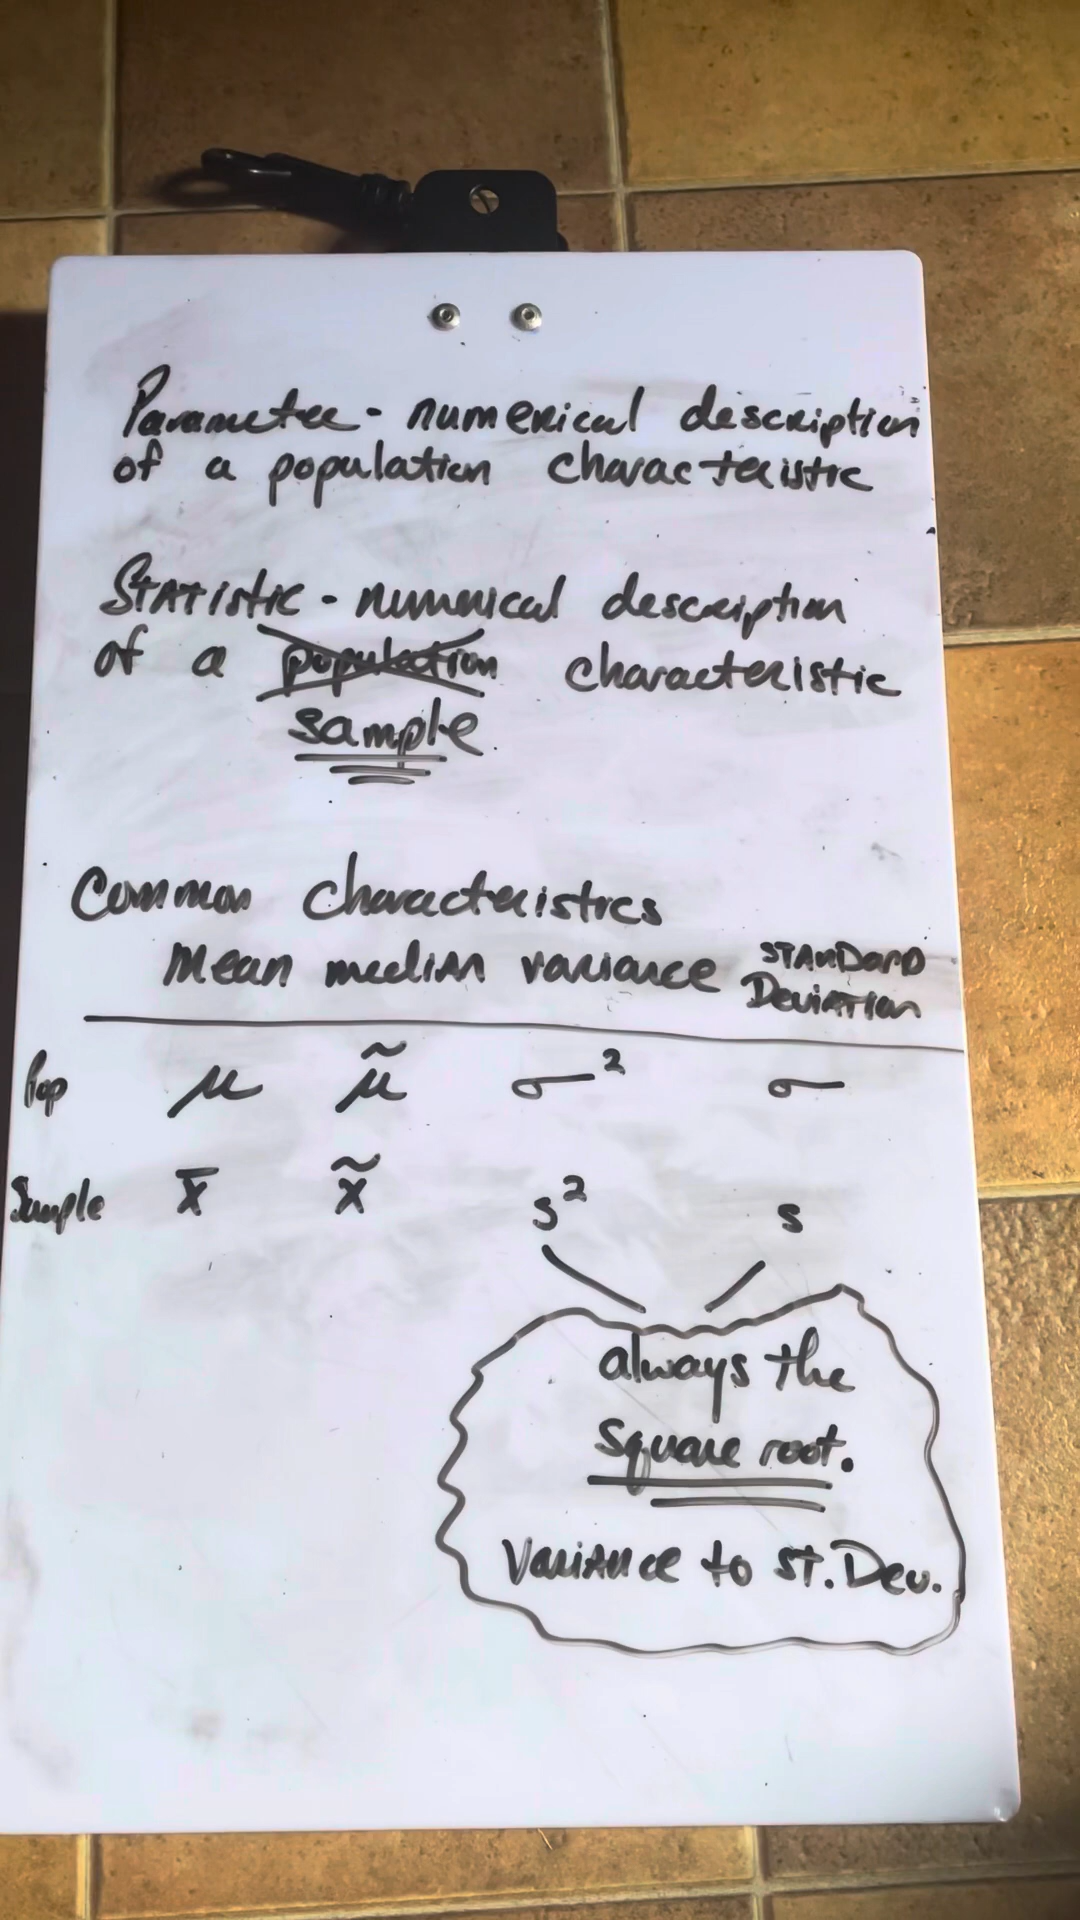 Parameter - numerical description
of a population characteristic
Statistic - numerical description
of a population characteristic
sample
Common Characteristics
Mean median variance STANDARD
DEVIATION
Pop μ μ̃ σ² σ
Sample x̄ x̃ s² s
always the
square root.
Variance to St. Dev.